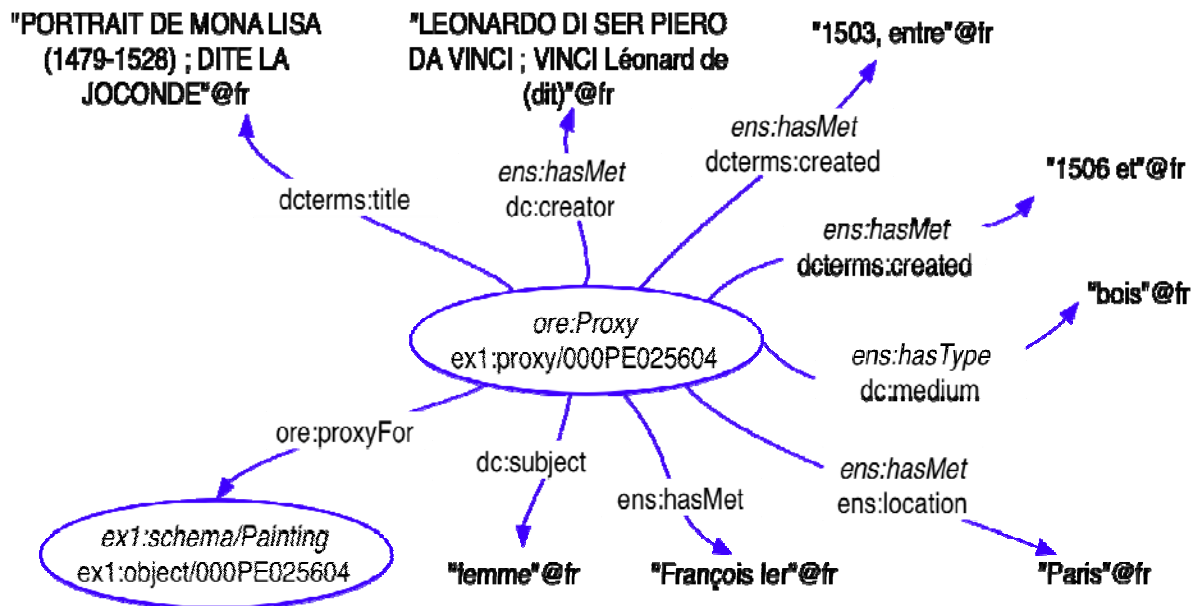 "PORTRAIT DE MONA LISA
(1479-1528) ; DITE LA
JOCONDE"@fr
"LEONARDO DI SER PIERO
DA VINCI ; VINCI Léonard de
(dit)"@fr
"1503, entre"@fr
ens:hasMet
dcterms:created
"1506 et"@fr
ens:hasMet
dc:creator
dcterms:title
ens:hasMet
dcterms:created
"bois"@fr
ore:Proxy
ex1:proxy/000PE025604
ens:hasType
dc:medium
ore:proxyFor
dc:subject
ens:hasMet
ens:hasMet
ens:location
ex1:schema/Painting
ex1:object/000PE025604
"femme"@fr
"François Ier"@fr
"Paris"@fr